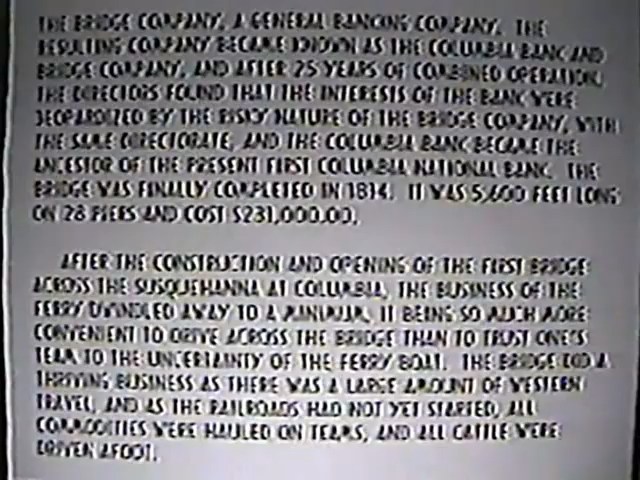 THE BRIDGE COMPANY, A GENERAL BANKING COMPANY. THE
RESULTING COMPANY BECAME KNOWN AS THE COLUMBIA BANK AND
BRIDGE COMPANY, AND AFTER 25 YEARS OF COMBINED OPERATION,
THE DIRECTORS FOUND THAT THE INTERESTS OF THE BANK WERE
JEOPARDIZED BY THE RISKY NATURE OF THE BRIDGE COMPANY, WITH
THE SAME DIRECTORATE, AND THE COLUMBIA BANK BECAME THE
ANCESTOR OF THE PRESENT FIRST COLUMBIA NATIONAL BANK. THE
BRIDGE WAS FINALLY COMPLETED IN 1814. IT WAS 5,600 FEET LONG
ON 28 PIERS AND COST $231,000.00.
AFTER THE CONSTRUCTION AND OPENING OF THE FIRST BRIDGE
ACROSS THE SUSQUEHANNA AT COLUMBIA, THE BUSINESS OF THE
FERRY DWINDLED AWAY TO A MINIMUM, IT BEING SO MUCH MORE
CONVENIENT TO DRIVE ACROSS THE BRIDGE THAN TO TRUST ONE'S
TEAM TO THE UNCERTAINTY OF THE FERRY BOAT. THE BRIDGE DID A
THRIVING BUSINESS AS THERE WAS A LARGE AMOUNT OF WESTERN
TRAVEL, AND AS THE RAILROADS HAD NOT YET STARTED, ALL
COMMODITIES WERE HAULED ON TEAMS, AND ALL CATTLE WERE
DRIVEN AFOOT.